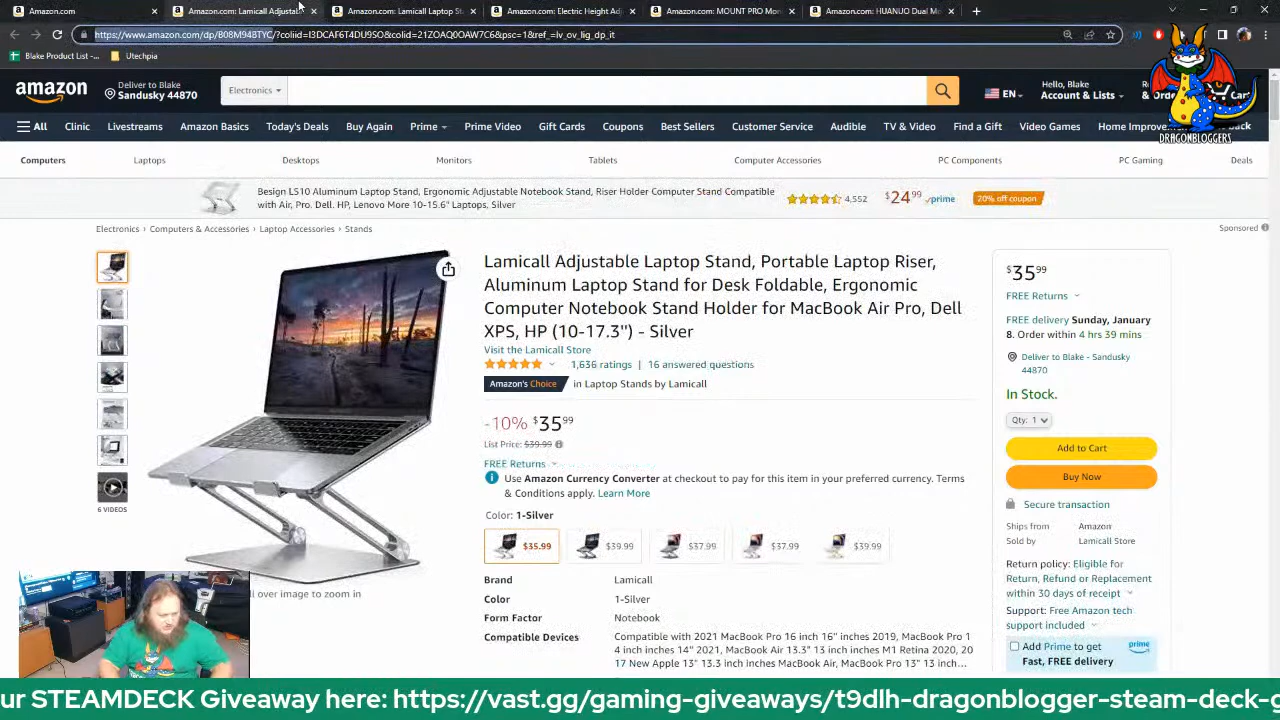 Amazon.com
Amazon.com: Lamicall Adjustab
Amazon.com: Lamicall Laptop St
Amazon.com: Electric Height Adj
Amazon.com: MOUNT PRO Mon
Amazon.com: HUANUO Dual Mo
https://www.amazon.com/dp/B08M948TYC/?coliid=I3DCAF6T4DU9SO&colid=21ZOAQ0OAW7C6&psc=1&ref_=lv_ov_lig_dp_it
Blake Product List -...
Utechpia
amazon
Deliver to Blake
Sandusky 44870
Electronics
EN
Hello, Blake
Account & Lists
Cart
All
Clinic
Livestreams
Amazon Basics
Today's Deals
Buy Again
Prime
Prime Video
Gift Cards
Coupons
Best Sellers
Customer Service
Audible
TV & Video
Find a Gift
Video Games
DRAGONBLOGGERS
Computers
Laptops
Desktops
Monitors
Tablets
Computer Accessories
PC Components
PC Gaming
Deals
Besign LS10 Aluminum Laptop Stand, Ergonomic Adjustable Notebook Stand, Riser Holder Computer Stand Compatible
with Air, Pro, Dell, HP, Lenovo More 10-15.6" Laptops, Silver
4,552
$24 99
prime
20% off coupon
Sponsored
Electronics › Computers & Accessories › Laptop Accessories › Stands
6 VIDEOS
ll over image to zoom in
Lamicall Adjustable Laptop Stand, Portable Laptop Riser,
Aluminum Laptop Stand for Desk Foldable, Ergonomic
Computer Notebook Stand Holder for MacBook Air Pro, Dell
XPS, HP (10-17.3'') - Silver
Visit the Lamicall Store
1,636 ratings | 16 answered questions
Amazon's Choice in Laptop Stands by Lamicall
-10% $35 99
List Price: $39.99
FREE Returns
Use Amazon Currency Converter at checkout to pay for this item in your preferred currency. Terms
& Conditions apply. Learn More
Color: 1-Silver
$35.99
$39.99
$37.99
$37.99
$39.99
Brand Lamicall
Color 1-Silver
Form Factor Notebook
Compatible Devices Compatible with 2021 MacBook Pro 16 inch 16" inches 2019, MacBook Pro 1
4 inch inches 14" 2021, MacBook Air 13.3" 13 inch inches M1 Retina 2020, 20
17 New Apple 13" 13.3 inch Inches MacBook Air, MacBook Pro 13" 13 inch...
$35 99
FREE Returns
FREE delivery Sunday, January
8. Order within 4 hrs 39 mins
Deliver to Blake - Sandusky
44870
In Stock.
Qty: 1
Add to Cart
Buy Now
Secure transaction
Ships from Amazon
Sold by Lamicall Store
Return policy: Eligible for
Return, Refund or Replacement
within 30 days of receipt
Support: Free Amazon tech
support included
Add Prime to get
Fast, FREE delivery
prime
ur STEAMDECK Giveaway here: https://vast.gg/gaming-giveaways/t9dlh-dragonblogger-steam-deck-g